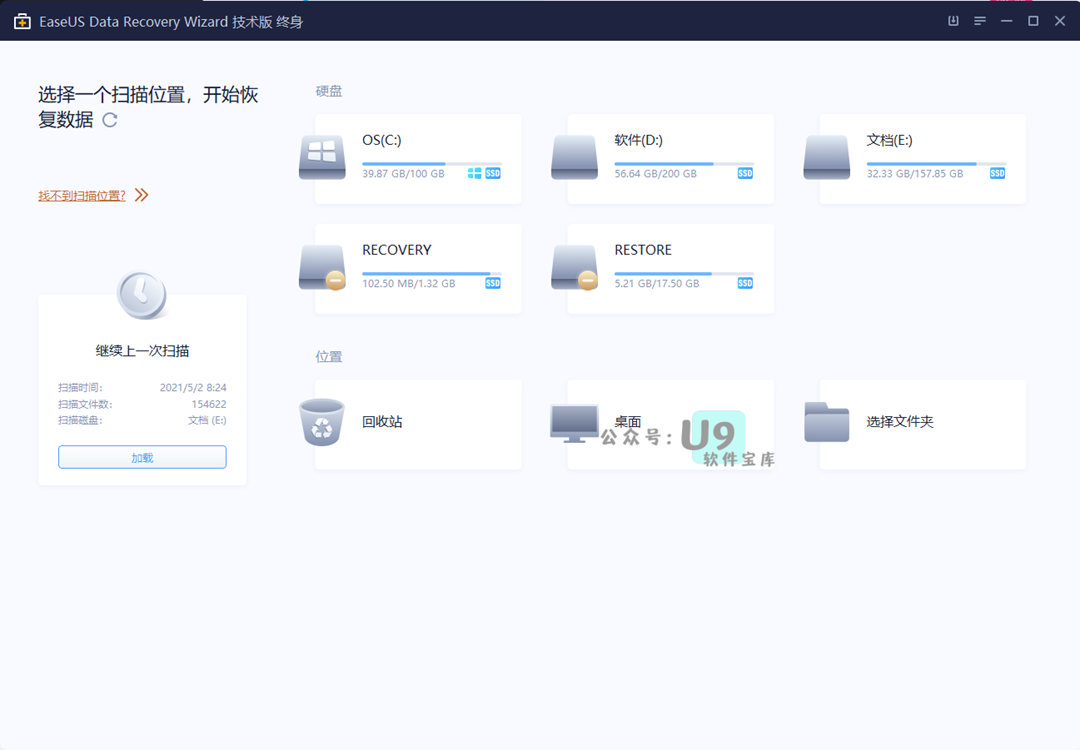 EaseUS Data Recovery Wizard 技术版 终身
选择一个扫描位置，开始恢
复数据
找不到扫描位置?
继续上一次扫描
扫描时间: 2021/5/2 8:24
扫描文件数: 154622
扫描磁盘: 文档 (E:)
加载
硬盘
OS(C:)
39.87 GB/100 GB SSD
软件(D:)
56.64 GB/200 GB SSD
文档(E:)
32.33 GB/157.85 GB SSD
RECOVERY
102.50 MB/1.32 GB SSD
RESTORE
5.21 GB/17.50 GB SSD
位置
回收站
桌面
选择文件夹
公众号: U9
软件宝库